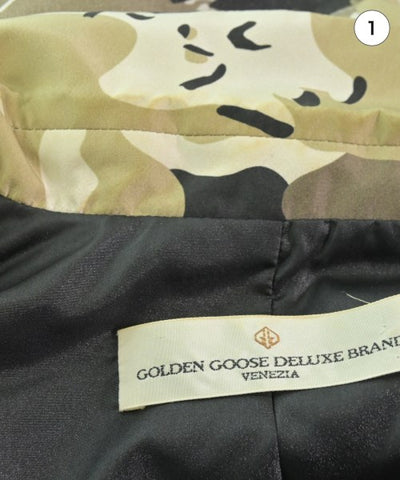 1
GOLDEN GOOSE DELUXE BRAND
VENEZIA